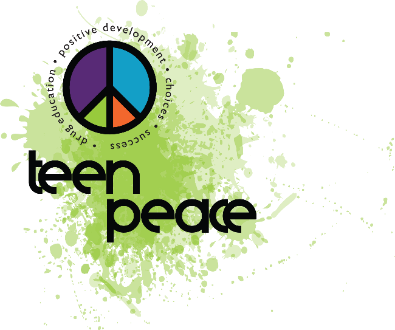 drug education • positive development • choices • success •
teen
peace